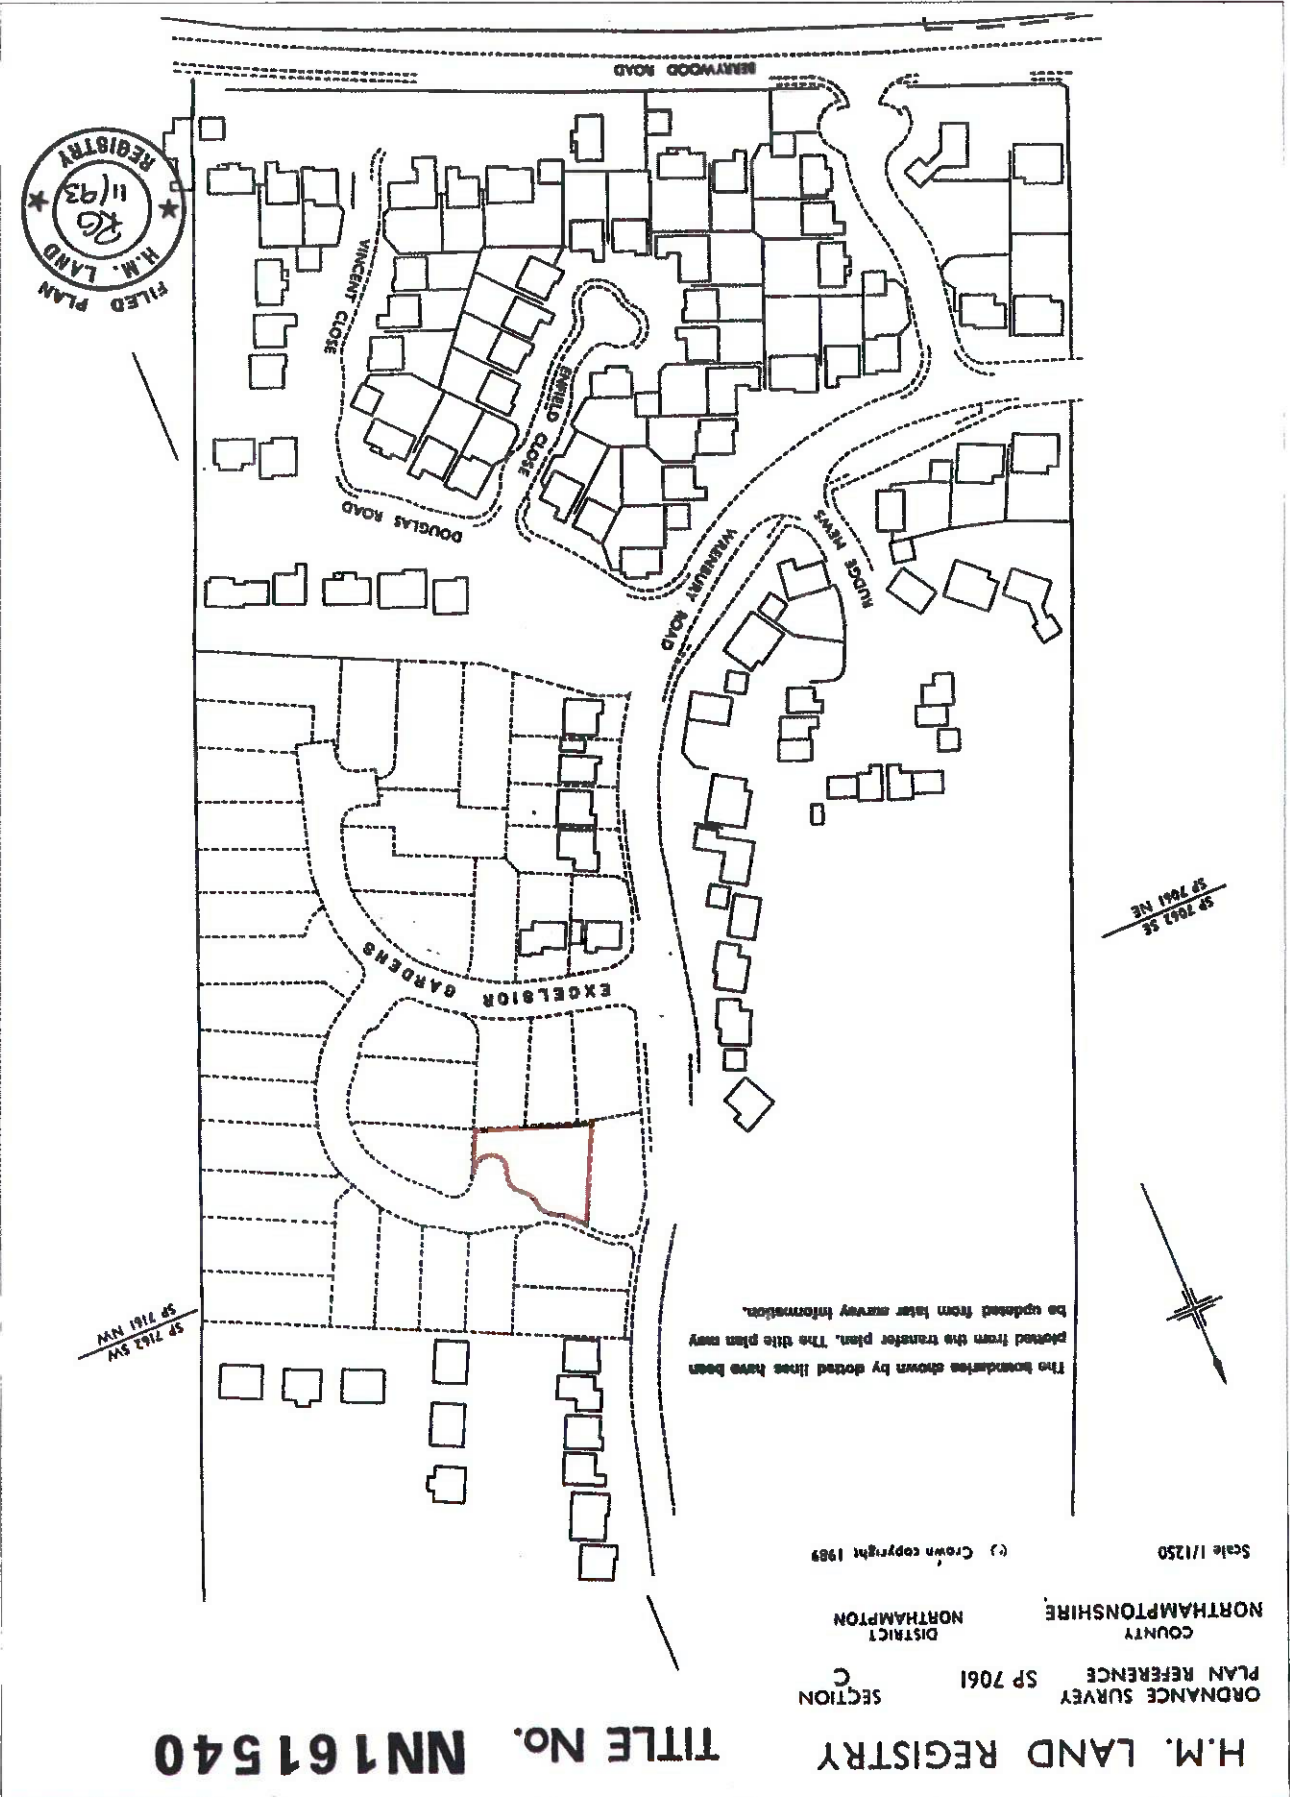 H.M. LAND REGISTRY
TITLE No. NN161540
ORDNANCE SURVEY
PLAN REFERENCE
SP 7061
SECTION
C
COUNTY
NORTHAMPTONSHIRE
DISTRICT
NORTHAMPTON
Scale 1/1250
(c) Crown copyright 1989
The boundaries shown by dotted lines have been
plotted from the transfer plan. The title plan may
be updated from later survey information.
SP 7162 SW
SP 7161 NW
SP 7062 SE
SP 7061 NE
EXCELSIOR GARDENS
WRENBURY ROAD
RUDGE MEWS
DOUGLAS ROAD
ENFIELD CLOSE
VINCENT CLOSE
BERRYWOOD ROAD
FILED PLAN
H.M. LAND
REGISTRY
RG
11/93